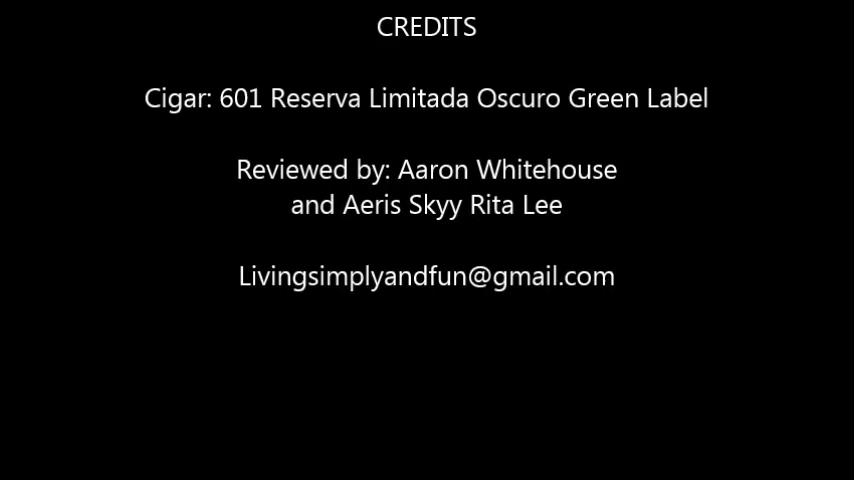 CREDITS
Cigar: 601 Reserva Limitada Oscuro Green Label
Reviewed by: Aaron Whitehouse
and Aeris Skyy Rita Lee
Livingsimplyandfun@gmail.com